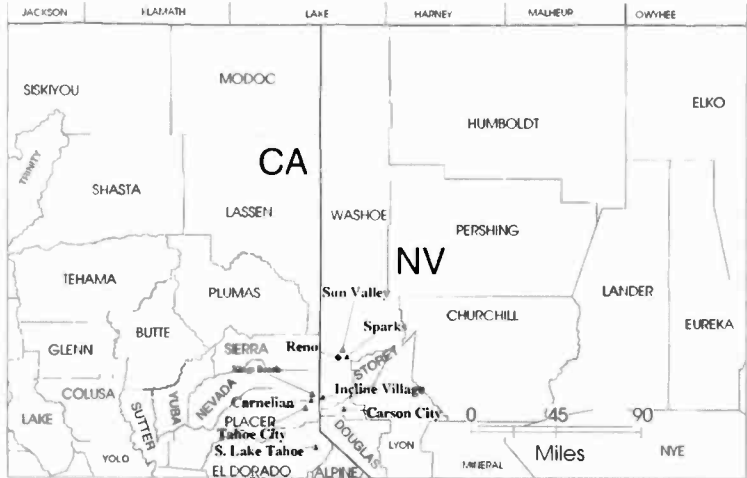 JACKSON KLAMATH LAKE HARNEY MALHEUR OWYHEE
MODOC
SISKIYOU
ELKO
HUMBOLDT
CA
TRINITY
SHASTA
LASSEN
WASHOE
PERSHING
NV
TEHAMA
PLUMAS
Sun Valley
LANDER
CHURCHILL
BUTTE
Sparks
EUREKA
GLENN
SIERRA
Reno
STOREY
COLUSA
NEVADA
Incline Village
YUBA
Carnelian
SUTTER
Carson City
0 45 90
LAKE
PLACER
Tahoe City
DOUGLAS
S. Lake Tahoe
LYON
Miles
NYE
YOLO
EL DORADO
ALPINE
MINERAL